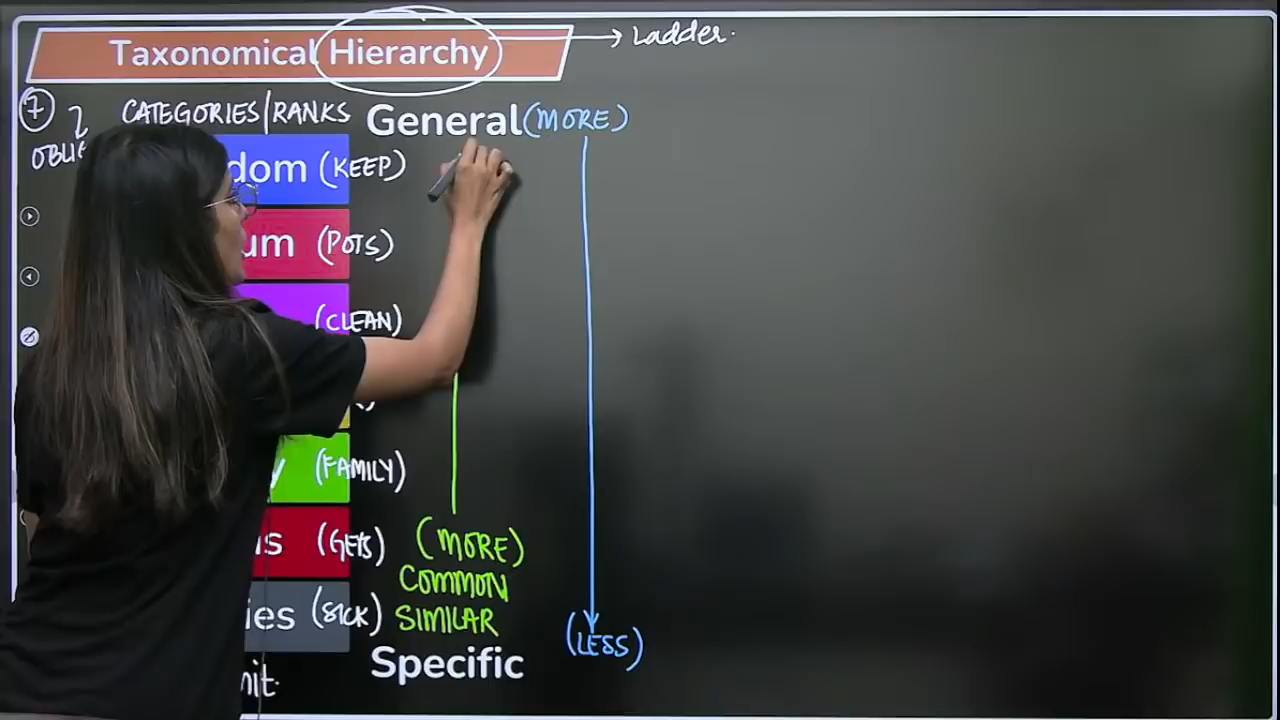 Taxonomical Hierarchy → Ladder.
7 CATEGORIES/RANKS General (MORE)
dom (KEEP)
um (POTS)
(CLEAN)
y (FAMILY)
(GETS) (MORE)
COMMON
ies (SICK) SIMILAR
(LESS)
Specific
nit.